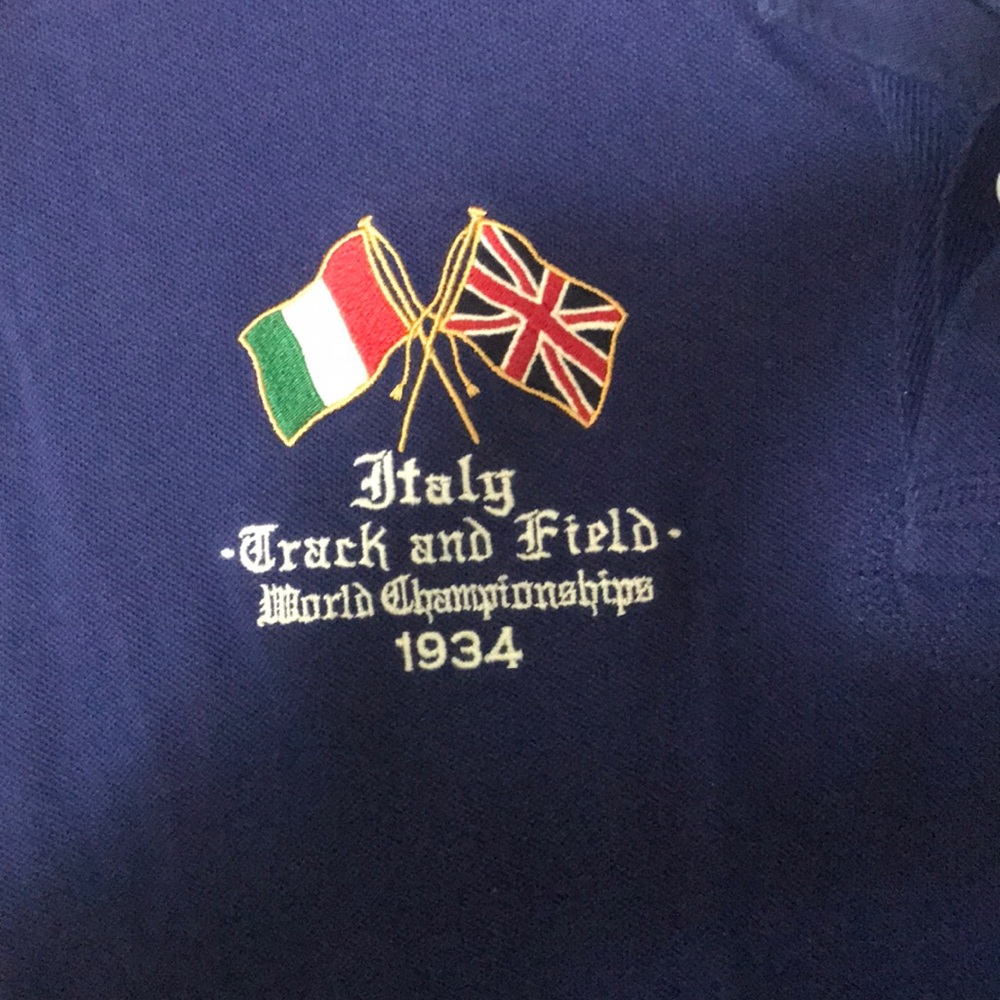 Italy
·Track and Field·
World Championships
1934